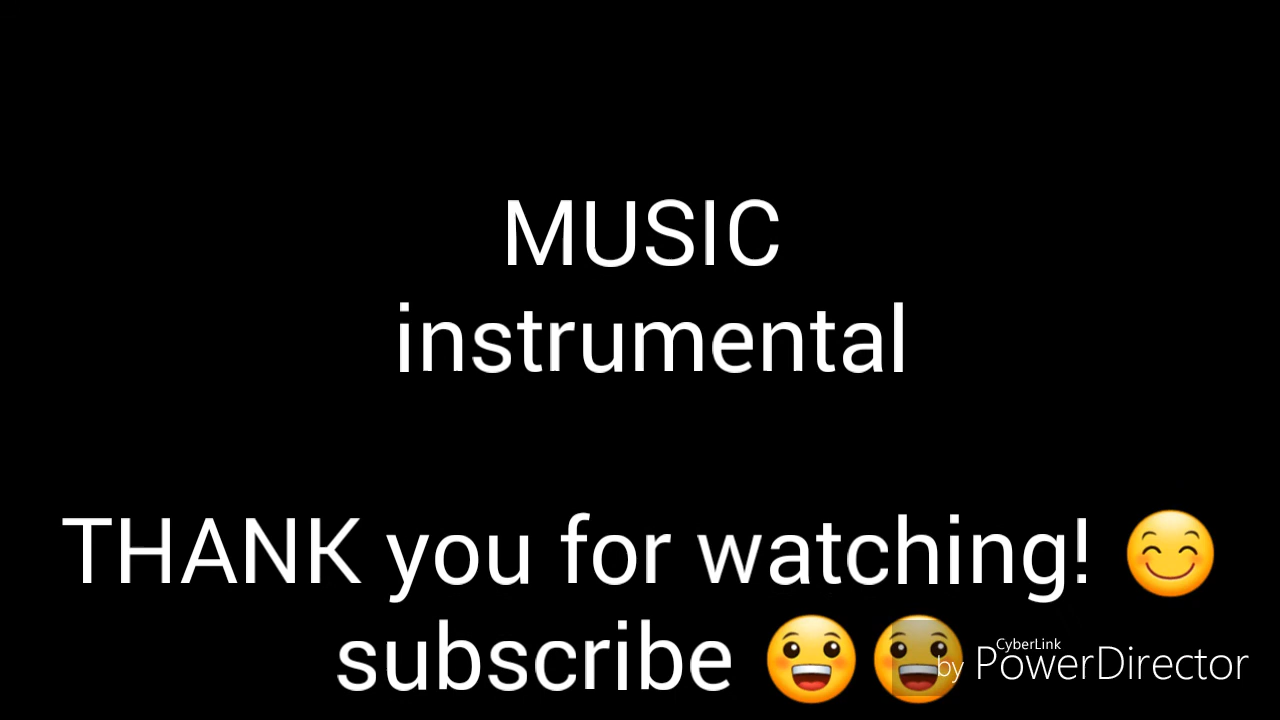 MUSIC
instrumental
THANK you for watching! 😊
subscribe 😀😀
CyberLink
by PowerDirector